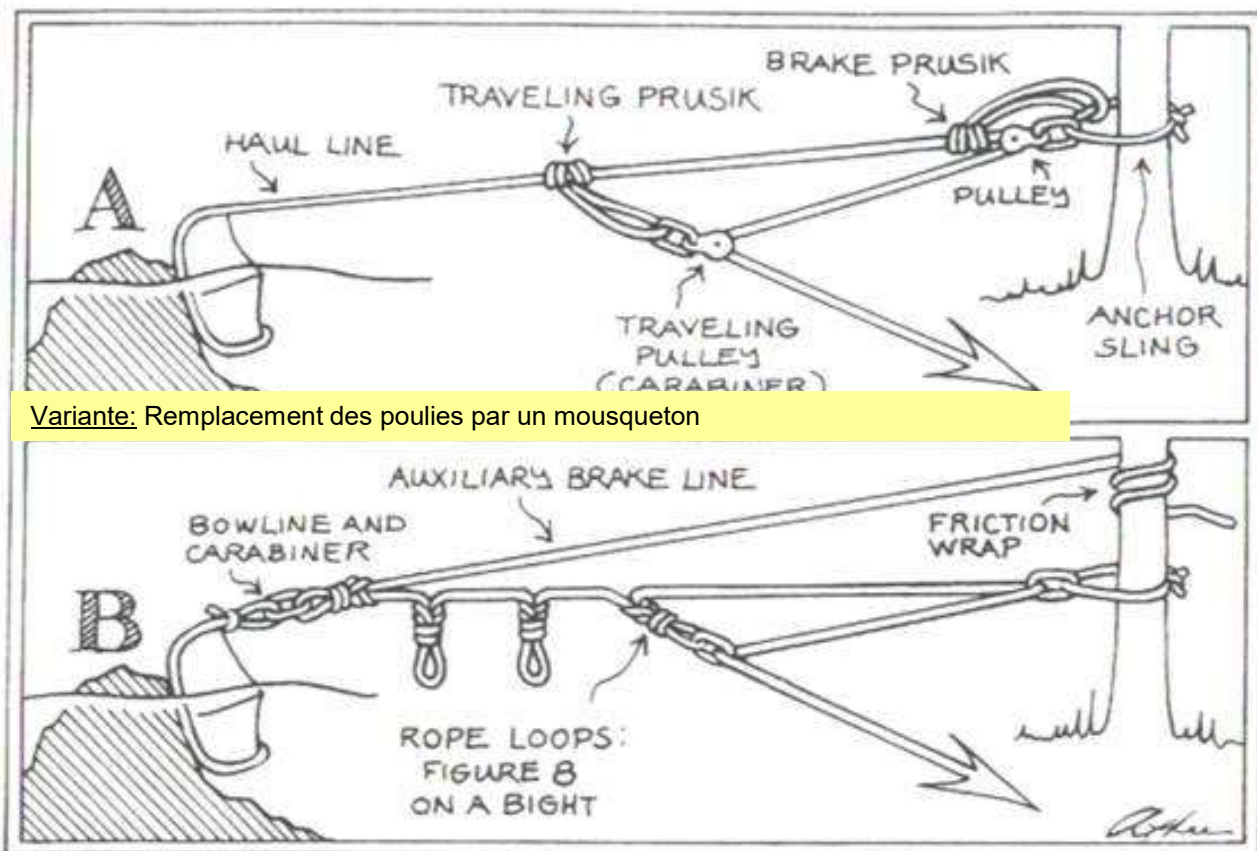 BRAKE PRUSIK
TRAVELING PRUSIK
HAUL LINE
A
PULLEY
TRAVELING
PULLEY
(CARABINER)
ANCHOR
SLING
Variante: Remplacement des poulies par un mousqueton
AUXILIARY BRAKE LINE
BOWLINE AND
CARABINER
FRICTION
WRAP
B
ROPE LOOPS:
FIGURE 8
ON A BIGHT